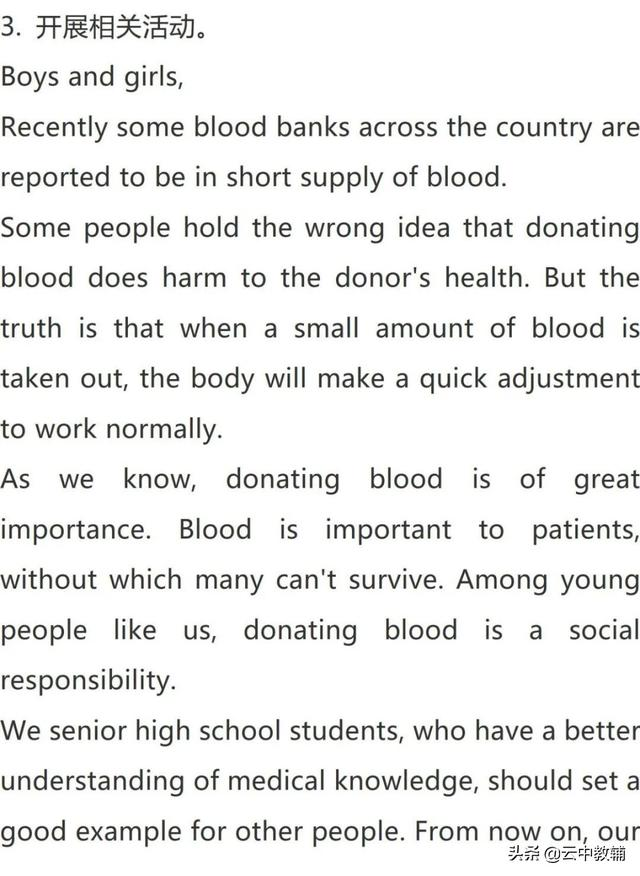 3. 开展相关活动。
Boys and girls,
Recently some blood banks across the country are
reported to be in short supply of blood.
Some people hold the wrong idea that donating
blood does harm to the donor's health. But the
truth is that when a small amount of blood is
taken out, the body will make a quick adjustment
to work normally.
As we know, donating blood is of great
importance. Blood is important to patients,
without which many can't survive. Among young
people like us, donating blood is a social
responsibility.
We senior high school students, who have a better
understanding of medical knowledge, should set a
good example for other people. From now on, our
头条 @云中教辅